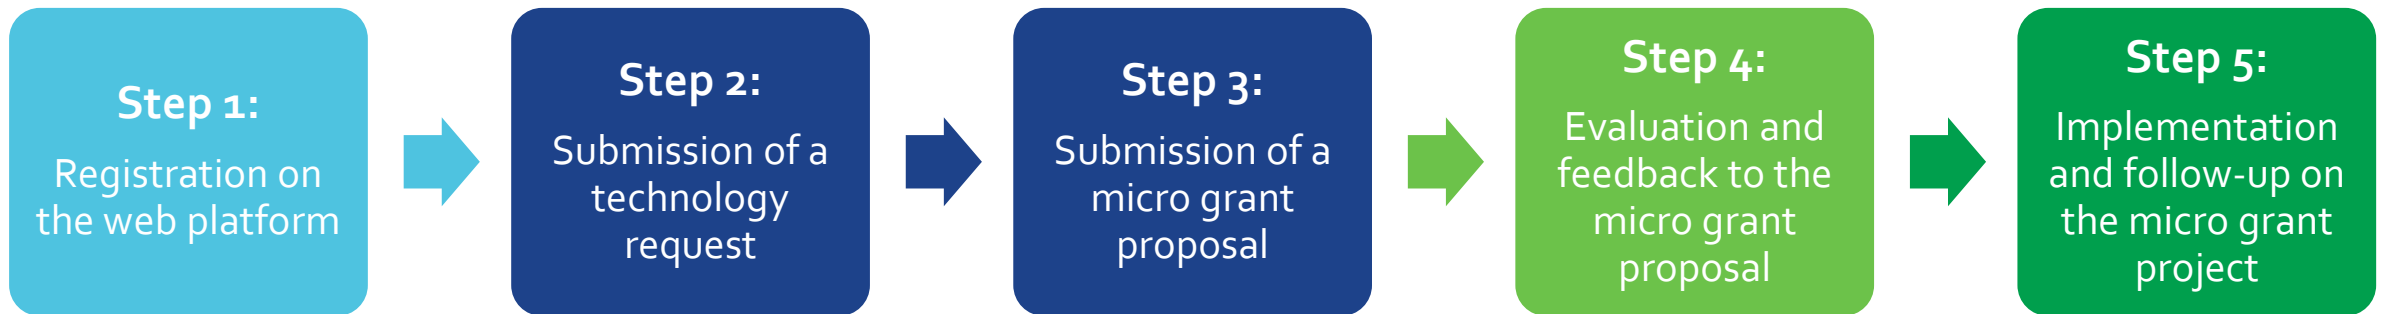 Step 1:
Registration on
the web platform
Step 2:
Submission of a
technology
request
Step 3:
Submission of a
micro grant
proposal
Step 4:
Evaluation and
feedback to the
micro grant
proposal
Step 5:
Implementation
and follow-up on
the micro grant
project